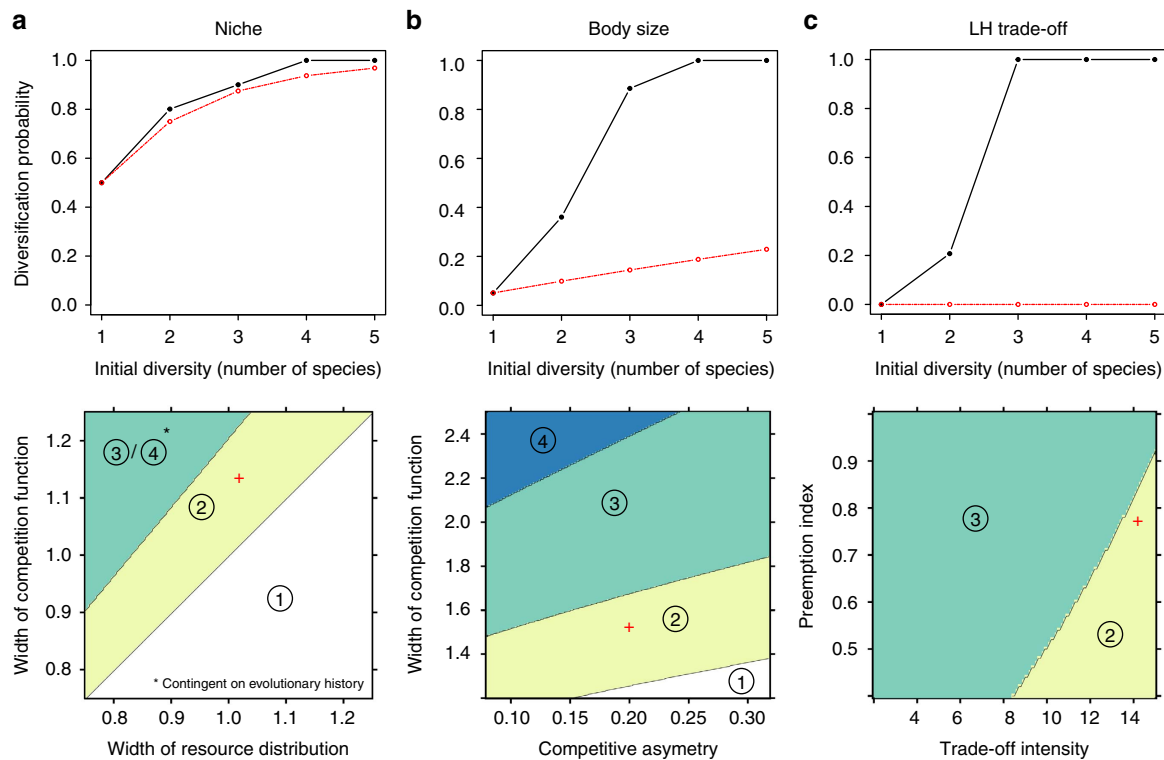 a
Niche
b
Body size
c
LH trade-off
Diversification probability
1.0
0.8
0.6
0.4
0.2
0.0
1 2 3 4 5
Initial diversity (number of species)
1.0
0.8
0.6
0.4
0.2
0.0
1 2 3 4 5
Initial diversity (number of species)
1.0
0.8
0.6
0.4
0.2
0.0
1 2 3 4 5
Initial diversity (number of species)
Width of competition function
1.2
1.1
1.0
0.9
0.8
3 / 4 *
2
1
* Contingent on evolutionary history
0.8 0.9 1.0 1.1 1.2
Width of resource distribution
Width of competition function
2.4
2.2
2.0
1.8
1.6
1.4
4
3
2
1
0.10 0.15 0.20 0.25 0.30
Competitive asymetry
Preemption index
0.9
0.8
0.7
0.6
0.5
3
2
4 6 8 10 12 14
Trade-off intensity